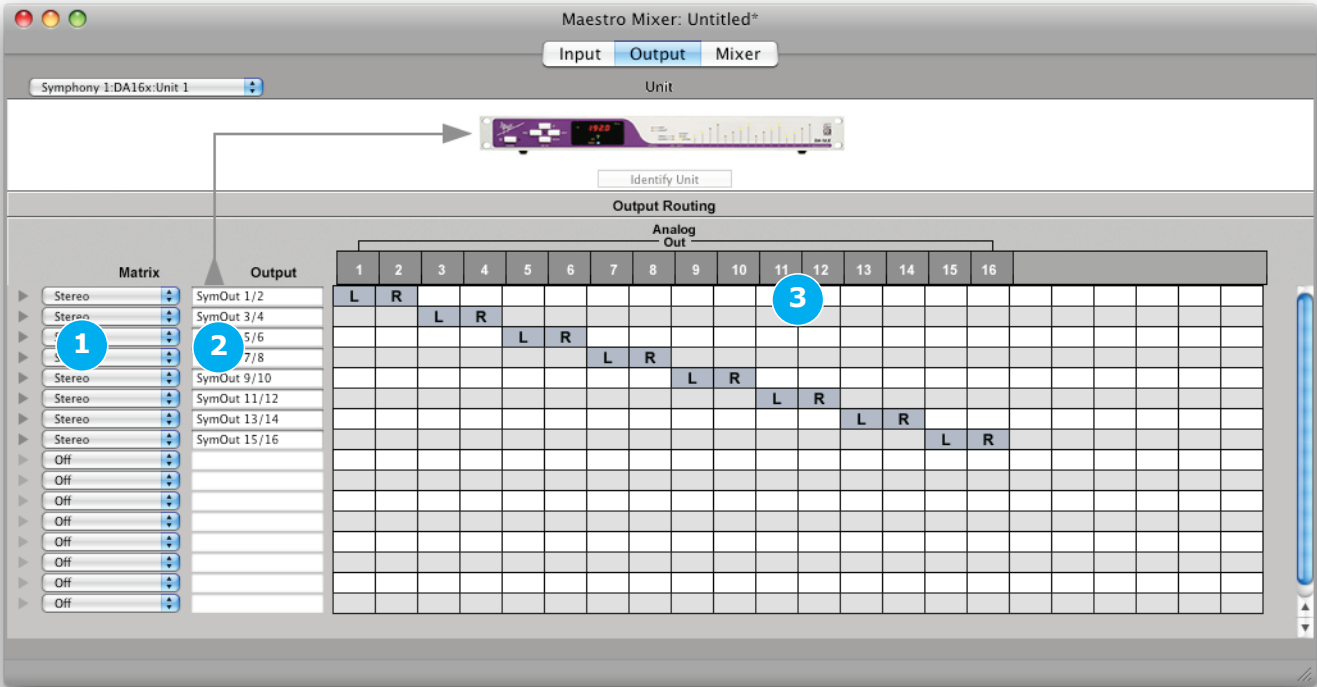 Maestro Mixer: Untitled*
Input Output Mixer
Symphony 1:DA16x:Unit 1
Unit
192.0
Identify Unit
Output Routing
Analog
Out
Matrix Output 1 2 3 4 5 6 7 8 9 10 11 12 13 14 15 16
Stereo SymOut 1/2 L R
Stereo SymOut 3/4 L R
1 2 3
5/6 L R
7/8 L R
Stereo SymOut 9/10 L R
Stereo SymOut 11/12 L R
Stereo SymOut 13/14 L R
Stereo SymOut 15/16 L R
Off
Off
Off
Off
Off
Off
Off
Off